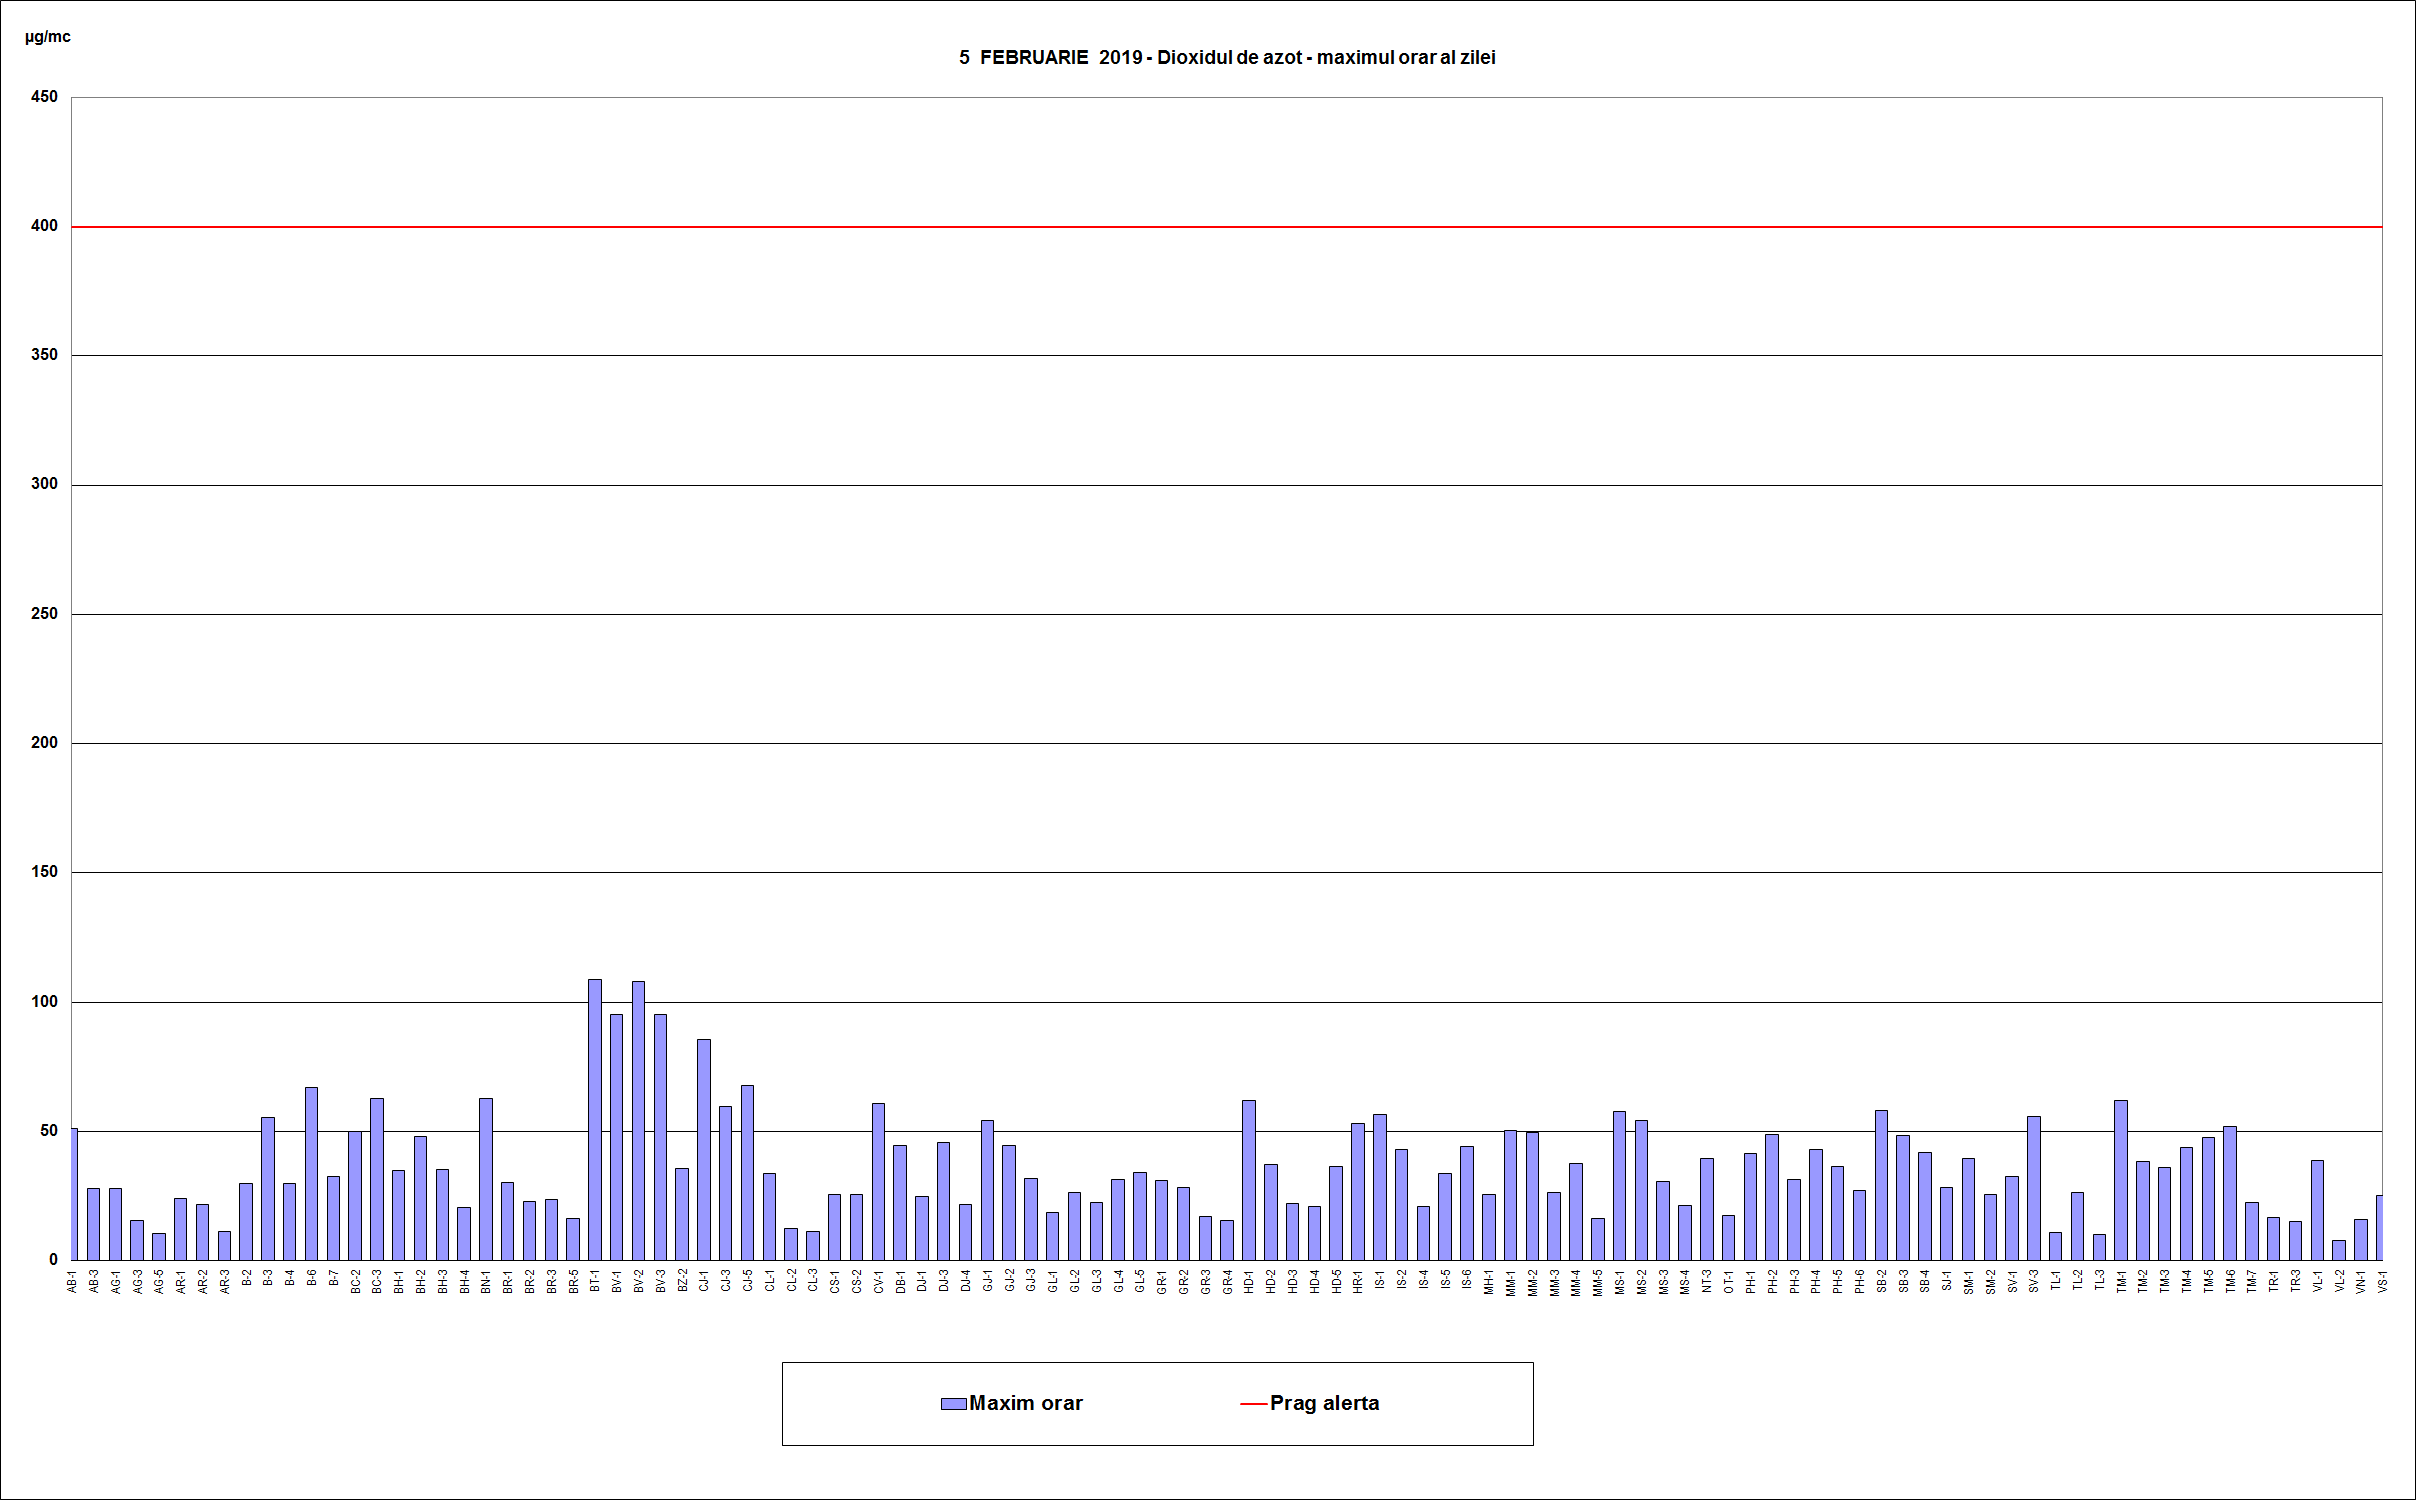 µg/mc
5 FEBRUARIE 2019 - Dioxidul de azot - maximul orar al zilei
450
400
350
300
250
200
150
100
50
0
AB-1 AB-3 AG-1 AG-3 AG-5 AR-1 AR-2 AR-3 B-2 B-3 B-4 B-6 B-7 BC-2 BC-3 BH-1 BH-2 BH-3 BH-4 BN-1 BR-1 BR-2 BR-3 BR-5 BT-1 BV-1 BV-2 BV-3 BZ-2 CJ-1 CJ-3 CJ-5 CL-1 CL-2 CL-3 CS-1 CS-2 CV-1 DB-1 DJ-1 DJ-3 DJ-4 GJ-1 GJ-2 GJ-3 GL-1 GL-2 GL-3 GL-4 GL-5 GR-1 GR-2 GR-3 GR-4 HD-1 HD-2 HD-3 HD-4 HD-5 HR-1 IS-1 IS-2 IS-4 IS-5 IS-6 MH-1 MM-1 MM-2 MM-3 MM-4 MM-5 MS-1 MS-2 MS-3 MS-4 NT-3 OT-1 PH-1 PH-2 PH-3 PH-4 PH-5 PH-6 SB-2 SB-3 SB-4 SJ-1 SM-1 SM-2 SV-1 SV-3 TL-1 TL-2 TL-3 TM-1 TM-2 TM-3 TM-4 TM-5 TM-6 TM-7 TR-1 TR-3 VL-1 VL-2 VN-1 VS-1
Maxim orar Prag alerta